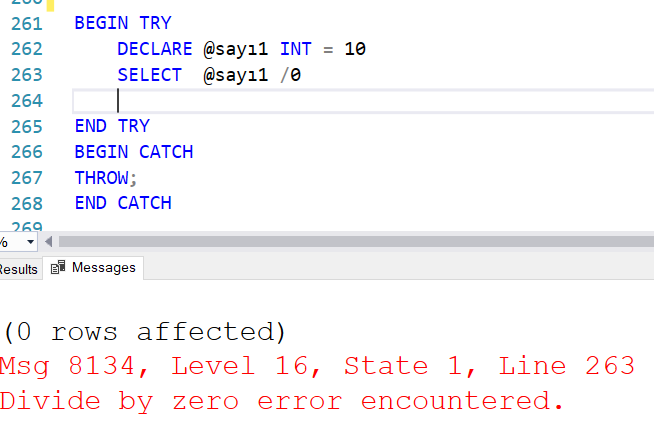 261 BEGIN TRY
262 DECLARE @sayı1 INT = 10
263 SELECT @sayı1 /0
264
265 END TRY
266 BEGIN CATCH
267 THROW;
268 END CATCH
269
%
Results Messages
(0 rows affected)
Msg 8134, Level 16, State 1, Line 263
Divide by zero error encountered.